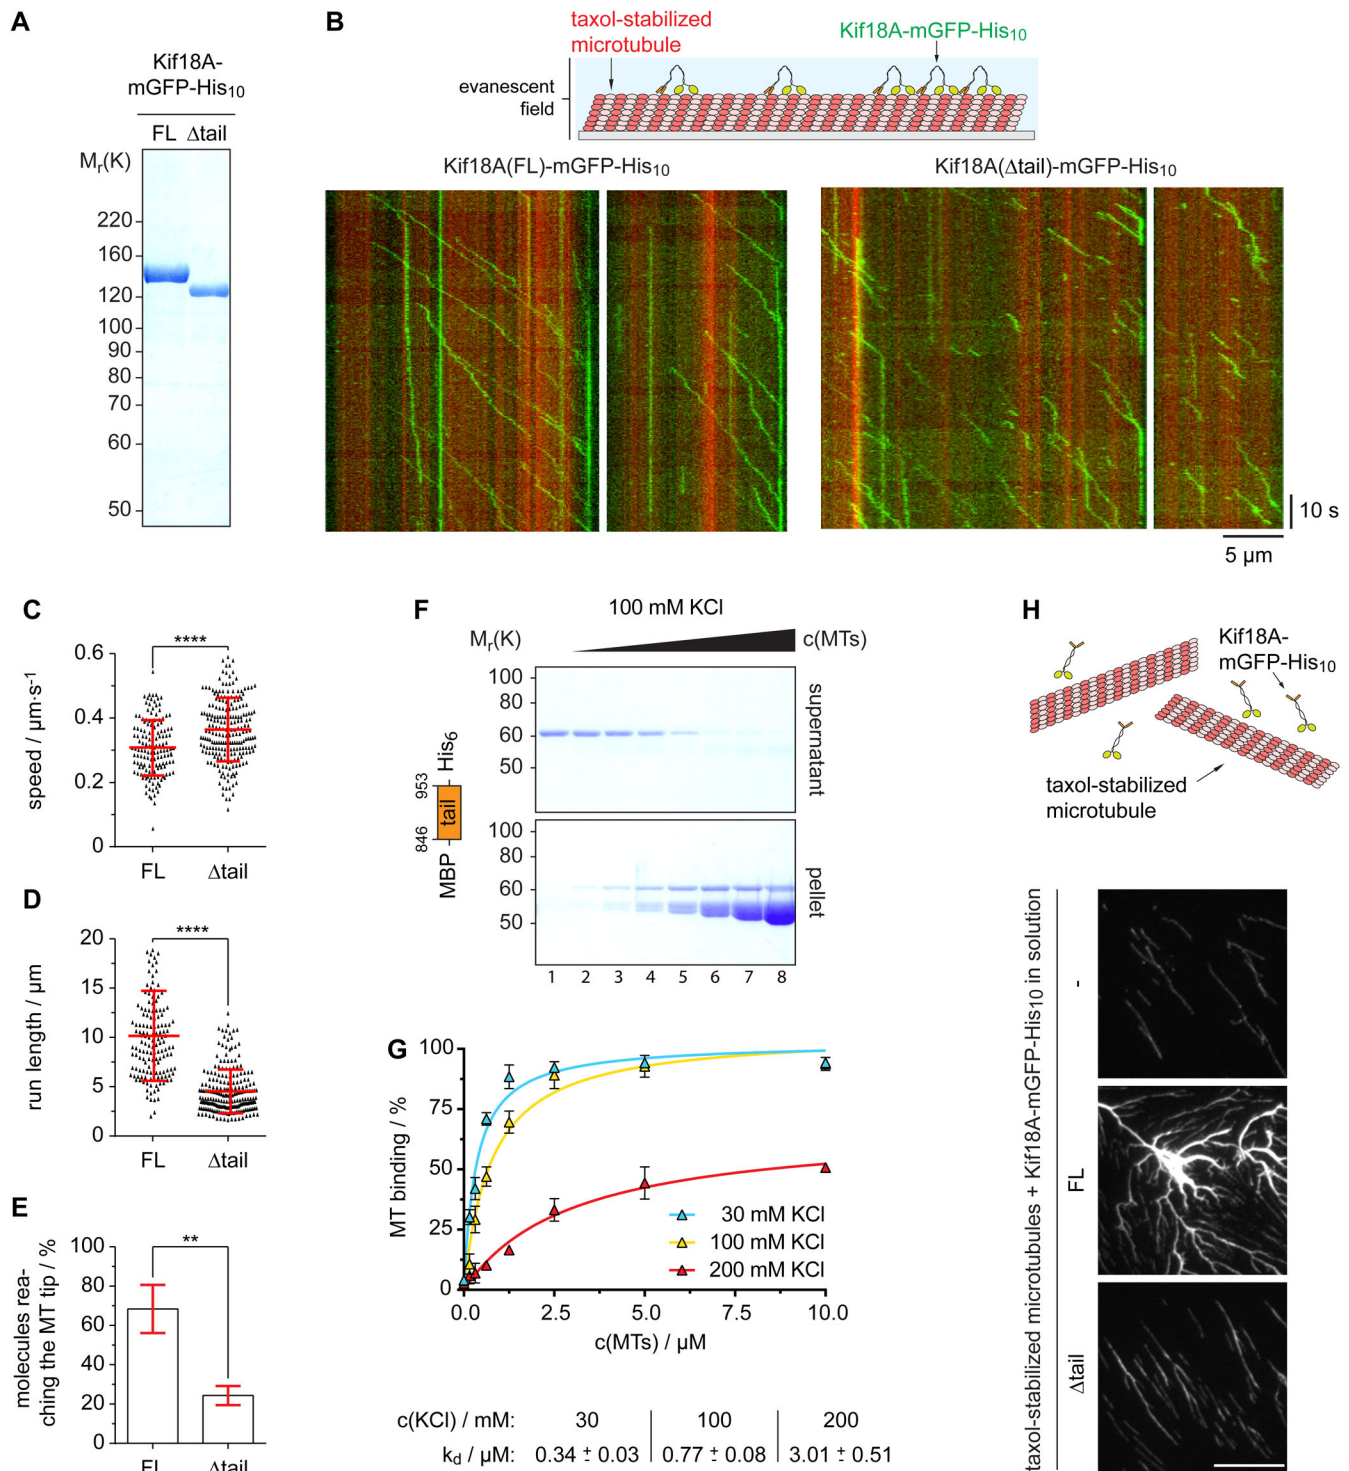 A
Kif18A-
mGFP-His10
FL Δtail
Mr(K)
220
160
120
100
90
80
70
60
50
B
taxol-stabilized
microtubule
Kif18A-mGFP-His10
evanescent
field
Kif18A(FL)-mGFP-His10
Kif18A(Δtail)-mGFP-His10
10 s
5 µm
C
****
speed / µm·s-1
0.6
0.4
0.2
0
FL Δtail
D
****
run length / µm
20
15
10
5
0
FL Δtail
E
**
molecules rea-
ching the MT tip / %
100
80
60
40
20
0
FL Δtail
F
100 mM KCl
Mr(K)
c(MTs)
100
80
60
50
supernatant
100
80
60
50
pellet
MBP 846 tail 953 His6
1 2 3 4 5 6 7 8
G
MT binding / %
100
75
50
25
0
0.0 2.5 5.0 7.5 10.0
c(MTs) / µM
30 mM KCl
100 mM KCl
200 mM KCl
c(KCl) / mM: 30 100 200
kd / µM: 0.34 ± 0.03 0.77 ± 0.08 3.01 ± 0.51
H
Kif18A-
mGFP-His10
taxol-stabilized
microtubule
taxol-stabilized microtubules + Kif18A-mGFP-His10 in solution
-
FL
Δtail